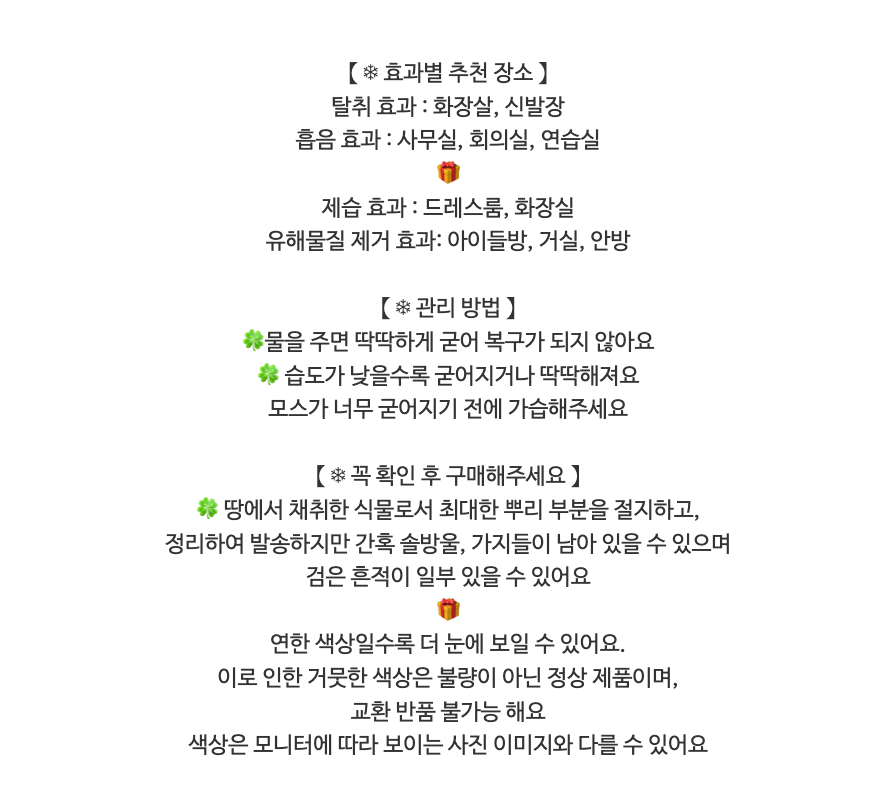 【 ❄ 효과별 추천 장소 】
탈취 효과 : 화장살, 신발장
흡음 효과 : 사무실, 회의실, 연습실
🎁
제습 효과 : 드레스룸, 화장실
유해물질 제거 효과: 아이들방, 거실, 안방
【 ❄ 관리 방법 】
🍀물을 주면 딱딱하게 굳어 복구가 되지 않아요
🍀 습도가 낮을수록 굳어지거나 딱딱해져요
모스가 너무 굳어지기 전에 가습해주세요
【 ❄ 꼭 확인 후 구매해주세요 】
🍀 땅에서 채취한 식물로서 최대한 뿌리 부분을 절지하고,
정리하여 발송하지만 간혹 솔방울, 가지들이 남아 있을 수 있으며
검은 흔적이 일부 있을 수 있어요
🎁
연한 색상일수록 더 눈에 보일 수 있어요.
이로 인한 거뭇한 색상은 불량이 아닌 정상 제품이며,
교환 반품 불가능 해요
색상은 모니터에 따라 보이는 사진 이미지와 다를 수 있어요